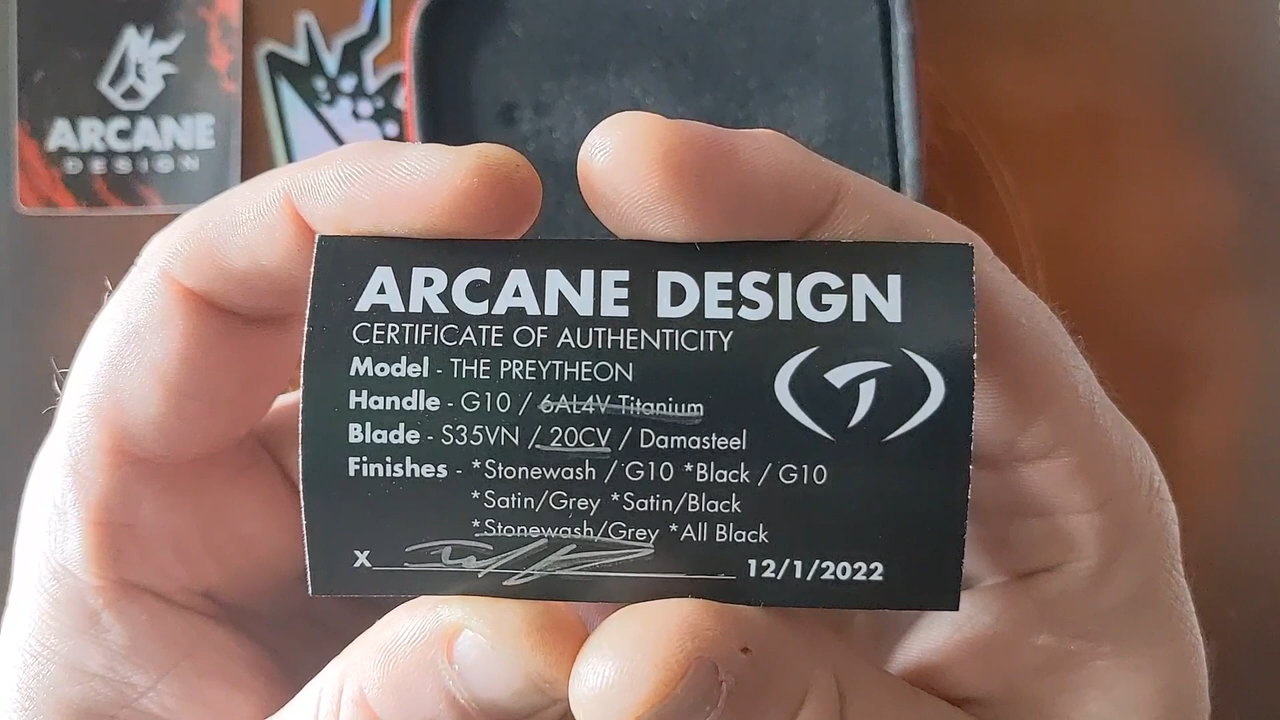 ARCANE
DESIGN
ARCANE DESIGN
CERTIFICATE OF AUTHENTICITY
Model - THE PREYTHEON
Handle - G10 / 6AL4V Titanium
Blade - S35VN / 20CV / Damasteel
Finishes - *Stonewash / G10 *Black / G10
*Satin/Grey *Satin/Black
*Stonewash/Grey *All Black
X 12/1/2022